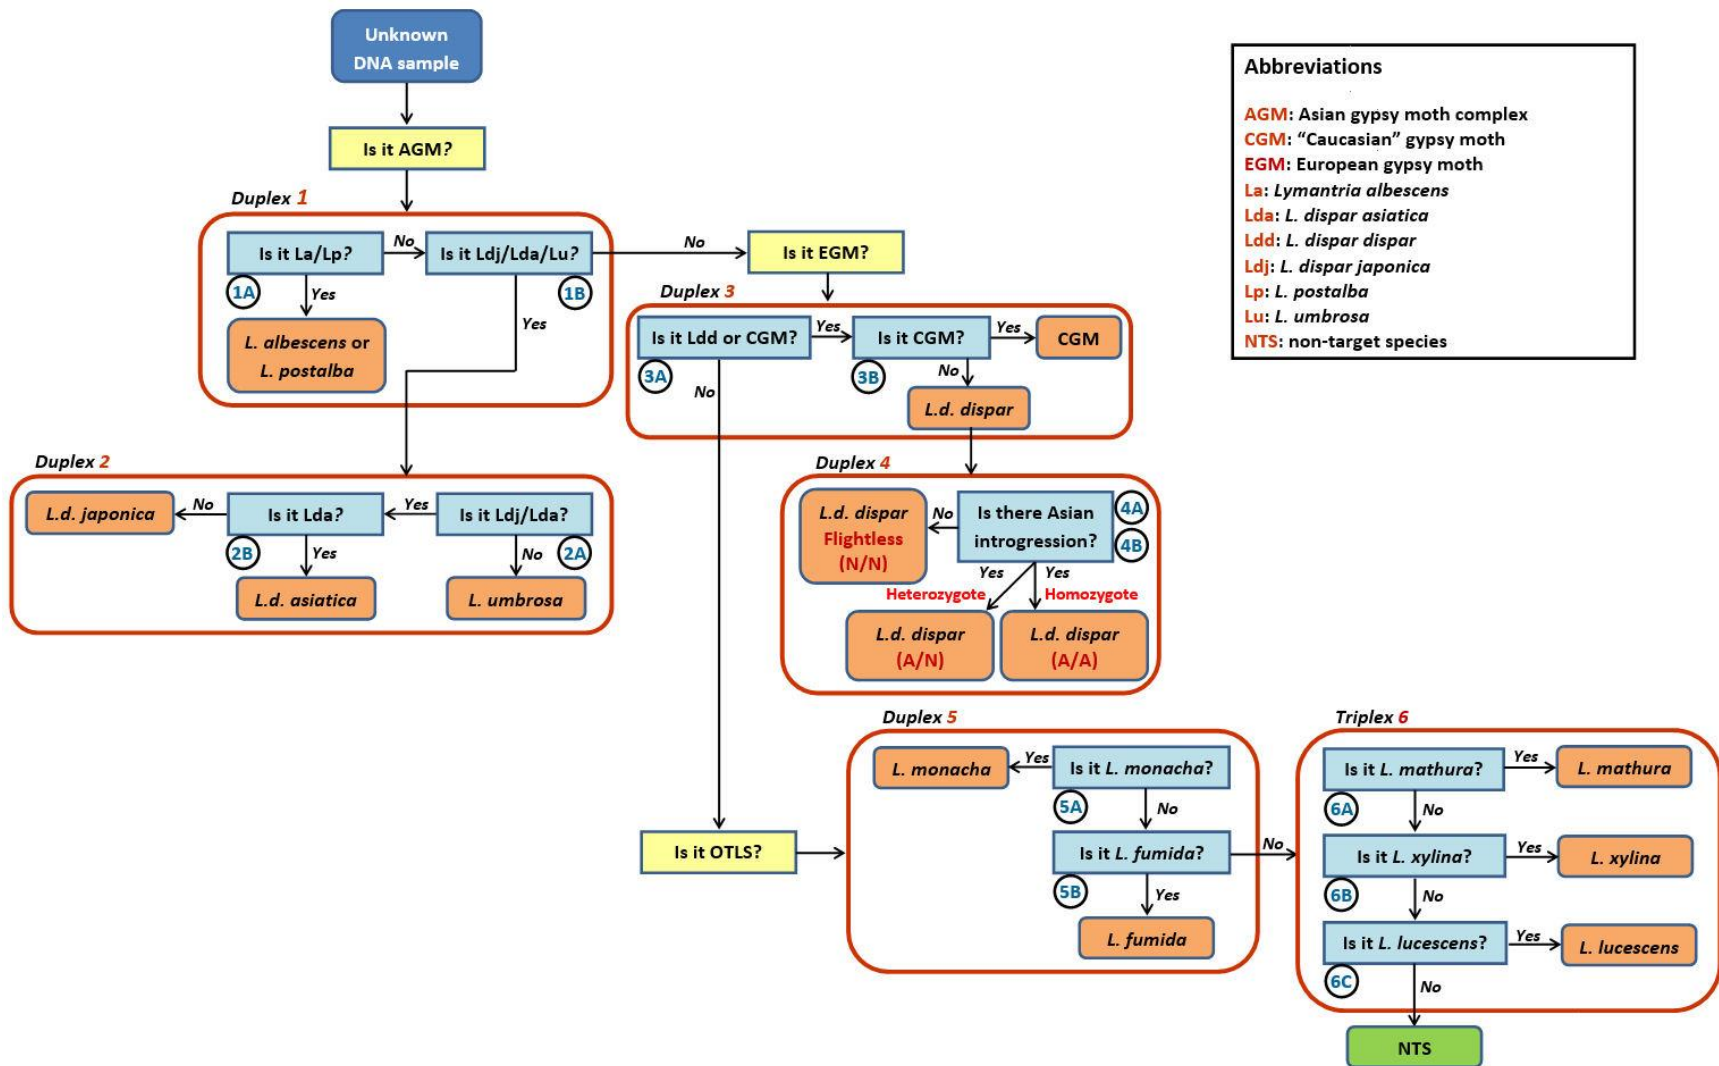 Unknown
DNA sample
Is it AGM?
Duplex 1
Is it La/Lp?
No
Is it Ldj/Lda/Lu?
No
1A
Yes
1B
Yes
L. albescens or
L. postalba
Is it EGM?
Duplex 3
Is it Ldd or CGM?
Yes
Is it CGM?
Yes
CGM
3A
No
3B
No
L.d. dispar
Duplex 2
L.d. japonica
No
Is it Lda?
Yes
Is it Ldj/Lda?
2B
Yes
No
2A
L.d. asiatica
L. umbrosa
Duplex 4
L.d. dispar
Flightless
(N/N)
No
Is there Asian
introgression?
4A
4B
Yes
Yes
Heterozygote
Homozygote
L.d. dispar
(A/N)
L.d. dispar
(A/A)
Is it OTLS?
Duplex 5
L. monacha
Yes
Is it L. monacha?
5A
No
Is it L. fumida?
No
5B
Yes
L. fumida
Triplex 6
Is it L. mathura?
Yes
L. mathura
6A
No
Is it L. xylina?
Yes
L. xylina
6B
No
Is it L. lucescens?
Yes
L. lucescens
6C
No
NTS
Abbreviations
AGM: Asian gypsy moth complex
CGM: “Caucasian” gypsy moth
EGM: European gypsy moth
La: Lymantria albescens
Lda: L. dispar asiatica
Ldd: L. dispar dispar
Ldj: L. dispar japonica
Lp: L. postalba
Lu: L. umbrosa
NTS: non-target species